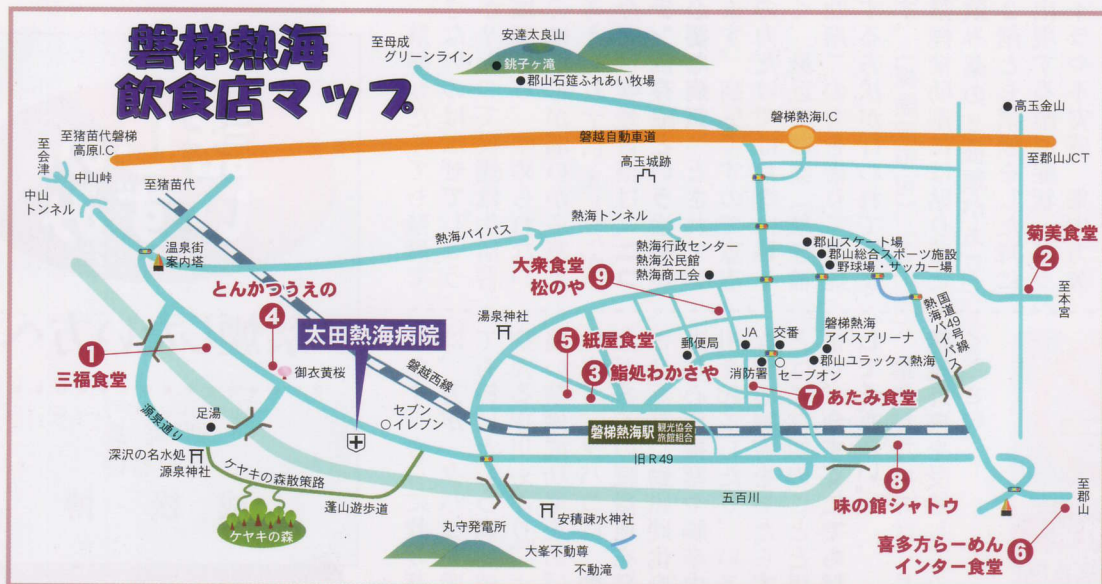 磐梯熱海
飲食店マップ
至母成
グリーンライン
安達太良山
銚子ヶ滝
郡山石筵ふれあい牧場
高玉金山
磐梯熱海I.C
磐越自動車道
至猪苗代磐梯
高原I.C
至郡山JCT
至会津
中山峠
中山
トンネル
至猪苗代
高玉城跡
熱海トンネル
熱海バイパス
温泉街
案内塔
熱海行政センター
熱海公民館
熱海商工会
大衆食堂
松のや
9
郡山スケート場
郡山総合スポーツ施設
野球場・サッカー場
菊美食堂
2
至本宮
国道49号線
熱海バイパス
とんかつうえの
4
太田熱海病院
湯泉神社
5 紙屋食堂
3 鮨処わかさや
郵便局
JA
交番
消防署
セーブオン
磐梯熱海
アイスアリーナ
郡山ユラックス熱海
7 あたみ食堂
1
三福食堂
御衣黄桜
磐越西線
セブン
イレブン
磐梯熱海駅
観光協会
旅館組合
旧R49
源泉通り
足湯
深沢の名水処
源泉神社
ケヤキの森散策路
蓬山遊歩道
ケヤキの森
五百川
8
味の館シャトウ
丸守発電所
安積疎水神社
大峯不動尊
不動滝
至郡山
喜多方らーめん
インター食堂
6